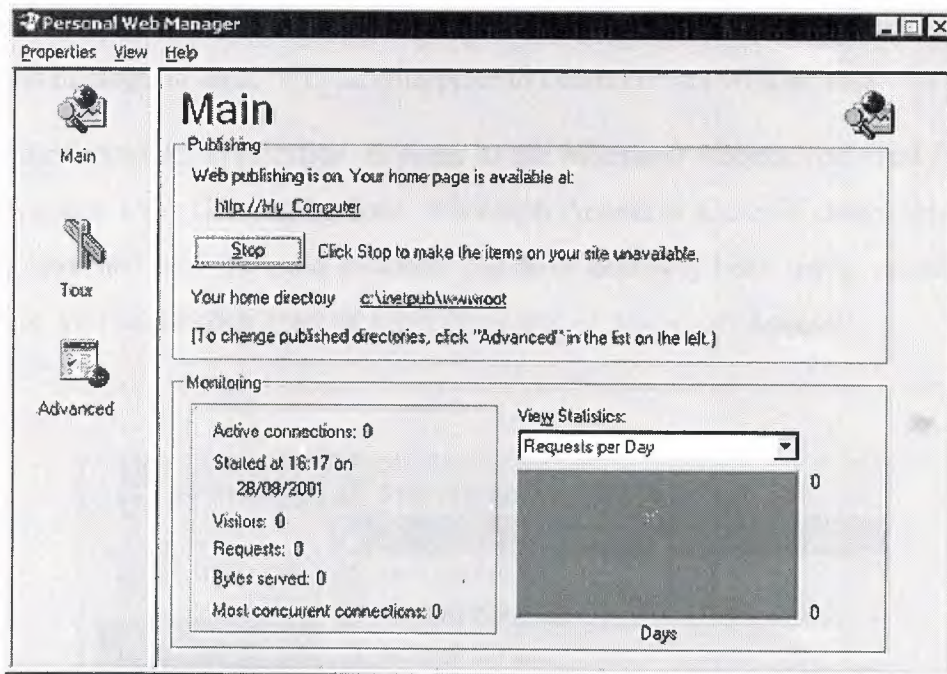 Personal Web Manager
Properties View Help
Main
Tour
Advanced
Main
Publishing
Web publishing is on. Your home page is available at:
http://My_Computer
Stop Click Stop to make the items on your site unavailable.
Your home directory c:\inetpub\wwwroot
(To change published directories, click "Advanced" in the list on the left.)
Monitoring
Active connections: 0
Started at 16:17 on
28/08/2001
Visitors: 0
Requests: 0
Bytes served: 0
Most concurrent connections: 0
View Statistics:
Requests per Day
0
0
Days